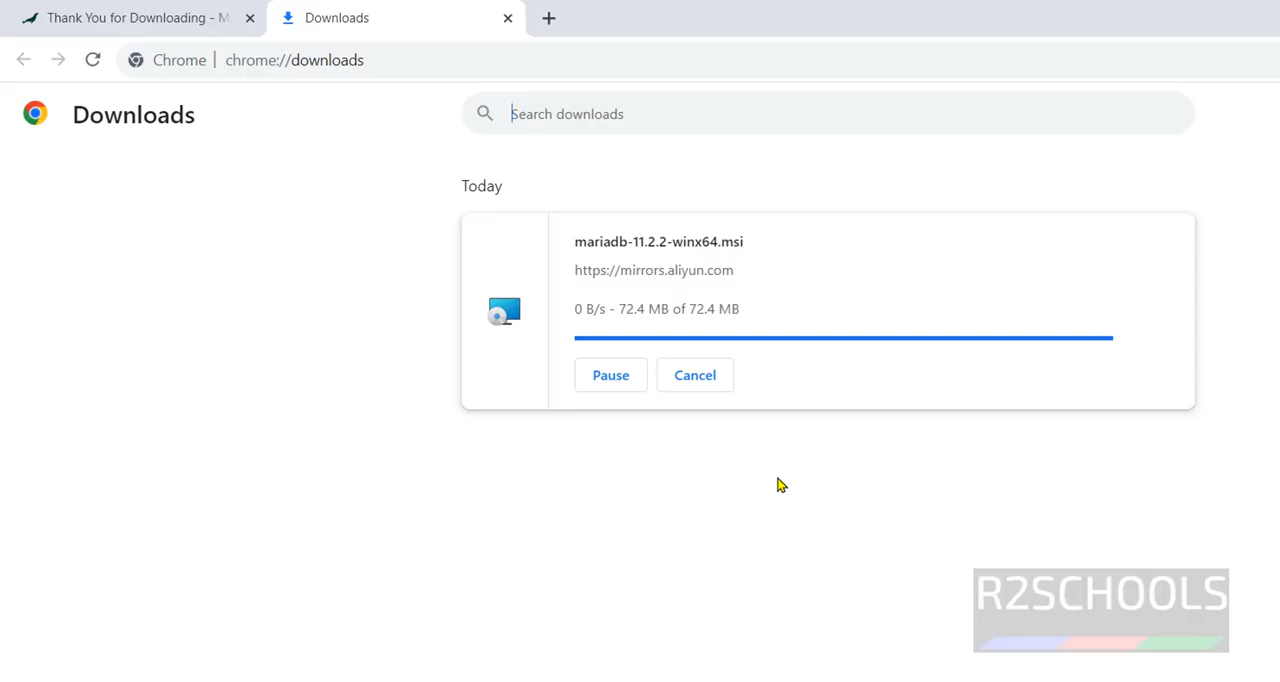 Thank You for Downloading - M
Downloads
Chrome | chrome://downloads
Downloads
Search downloads
Today
mariadb-11.2.2-winx64.msi
https://mirrors.aliyun.com
0 B/s - 72.4 MB of 72.4 MB
Pause Cancel
R2SCHOOLS